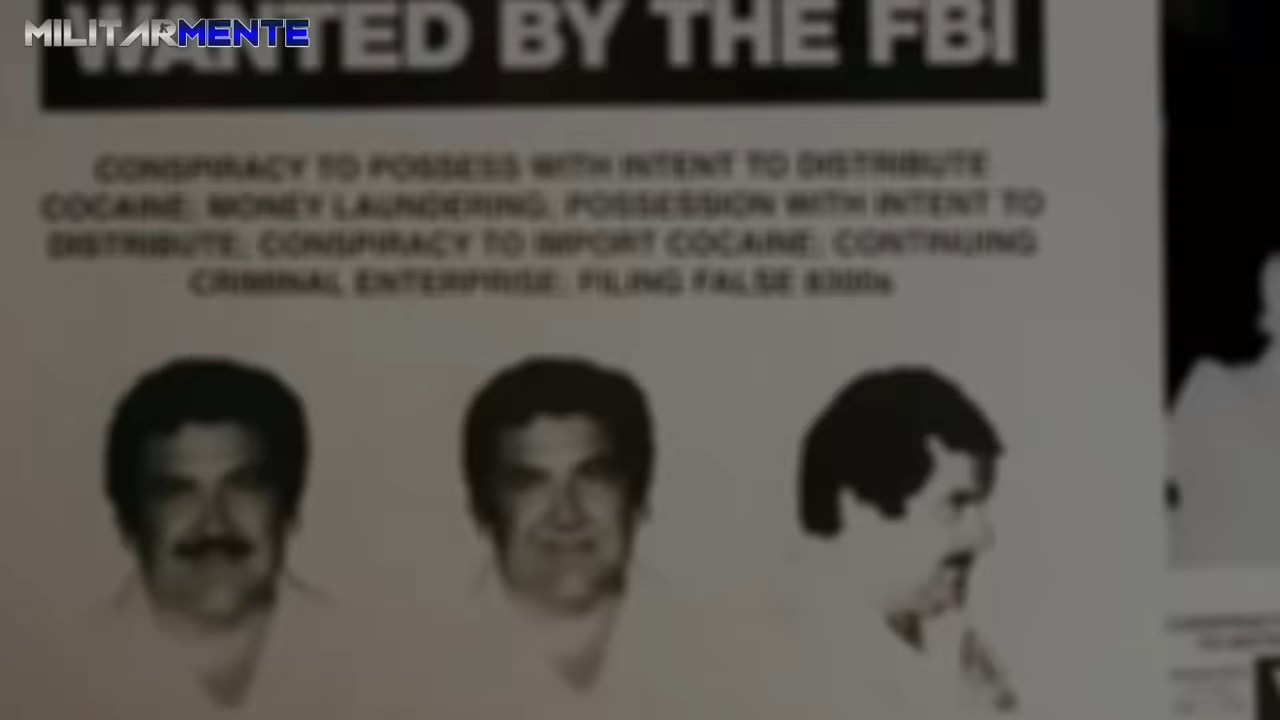 MILITARMENTE
WANTED BY THE FBI
CONSPIRACY TO POSSESS WITH INTENT TO DISTRIBUTE
COCAINE; MONEY LAUNDERING; POSSESSION WITH INTENT TO
DISTRIBUTE; CONSPIRACY TO IMPORT COCAINE; CONTINUING
CRIMINAL ENTERPRISE; FILING FALSE 8300s